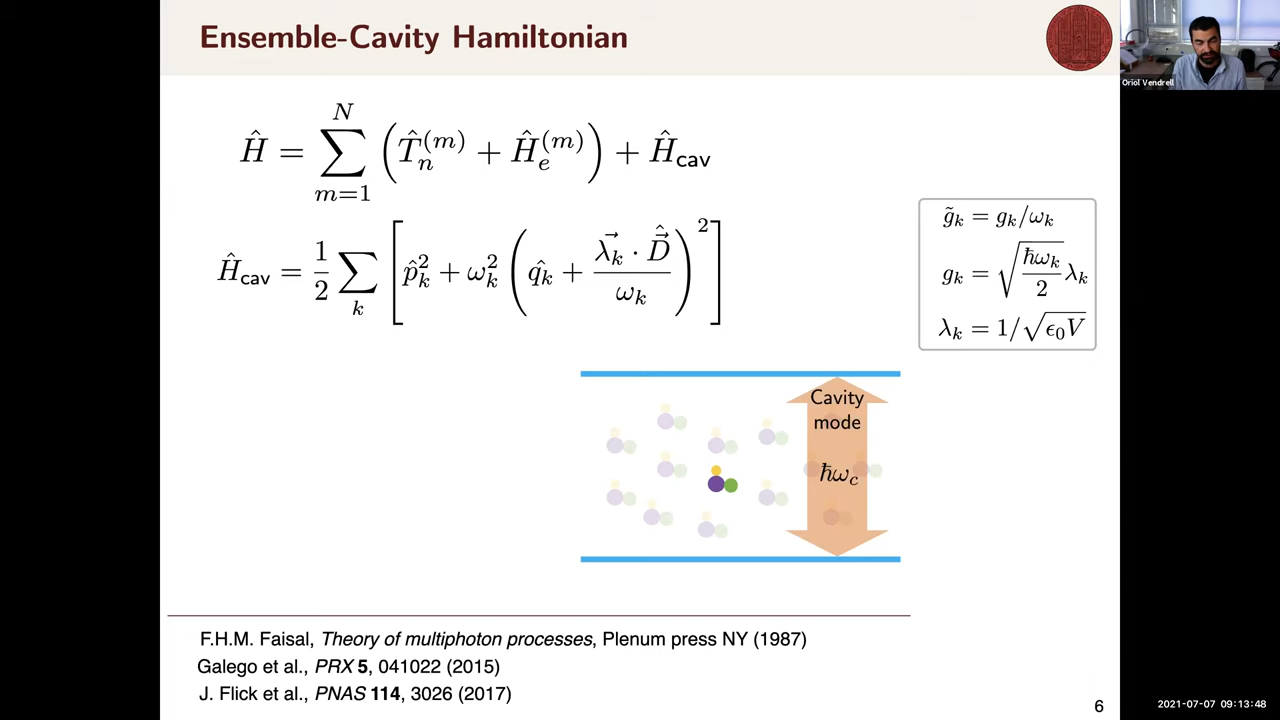 Ensemble-Cavity Hamiltonian
Oriol Vendrell
Ĥ = ∑_{m=1}^{N} ( T̂_n^{(m)} + Ĥ_e^{(m)} ) + Ĥ_cav
Ĥ_cav = 1/2 ∑_k [ p̂_k^2 + ω_k^2 ( q̂_k + (λ⃗_k · D⃗̂)/ω_k )^2 ]
g̃_k = g_k/ω_k
g_k = √(ħω_k/2) λ_k
λ_k = 1/√(ϵ_0 V)
Cavity
mode
ħω_c
F.H.M. Faisal, Theory of multiphoton processes, Plenum press NY (1987)
Galego et al., PRX 5, 041022 (2015)
J. Flick et al., PNAS 114, 3026 (2017)
6
2021-07-07 09:13:48